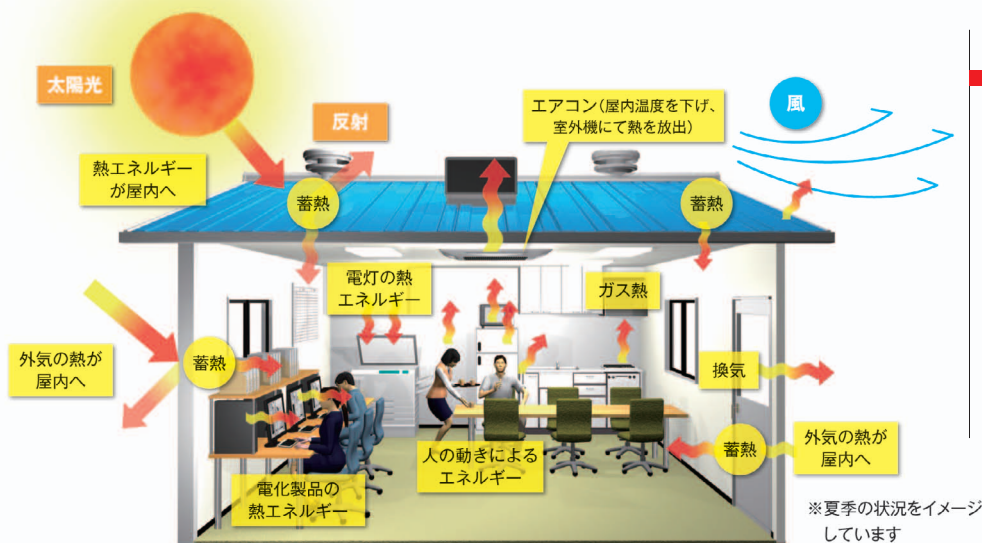 太陽光
反射
エアコン（屋内温度を下げ、
室外機にて熱を放出）
風
熱エネルギー
が屋内へ
蓄熱
蓄熱
電灯の熱
エネルギー
ガス熱
外気の熱が
屋内へ
蓄熱
換気
人の動きによる
エネルギー
蓄熱
外気の熱が
屋内へ
電化製品の
熱エネルギー
※夏季の状況をイメージ
しています